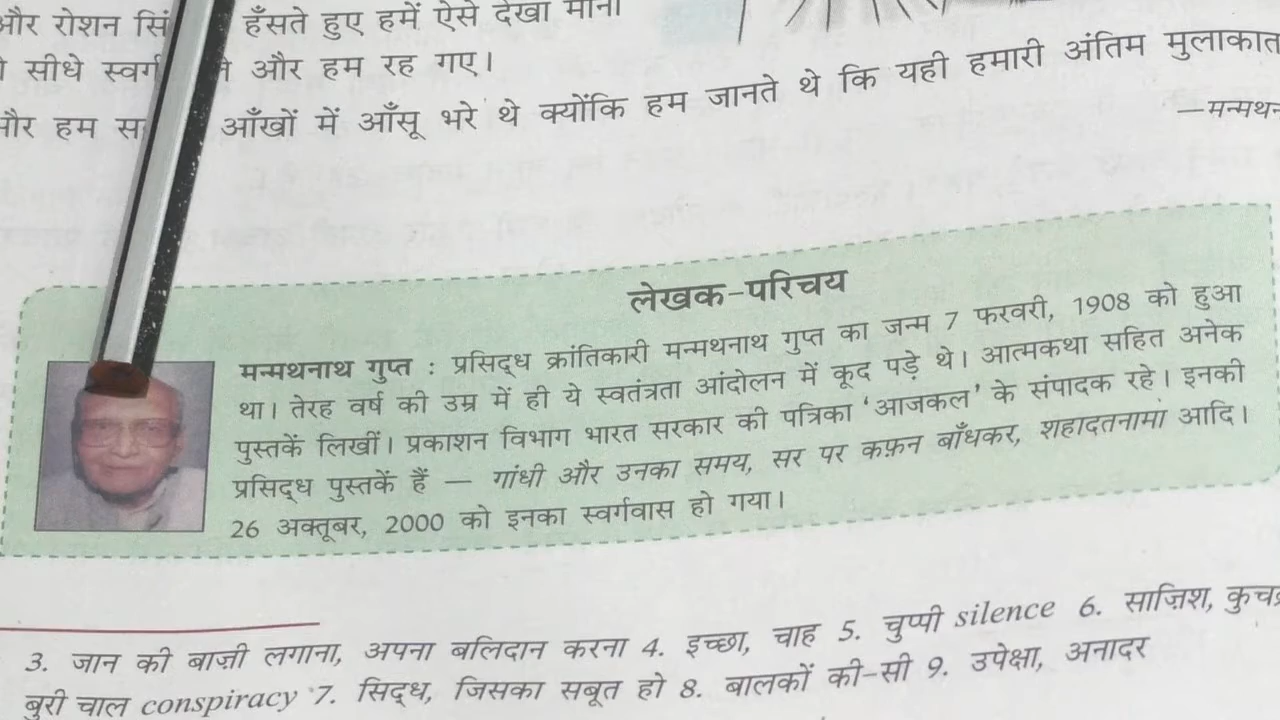 और रोशन सिं हँसते हुए हमें ऐसे देखा मानो
सीधे स्वर्ग और हम रह गए।
और हम स आँखों में आँसू भरे थे क्योंकि हम जानते थे कि यही हमारी अंतिम मुलाकात
—मन्मथन
लेखक-परिचय
मन्मथनाथ गुप्त : प्रसिद्ध क्रांतिकारी मन्मथनाथ गुप्त का जन्म 7 फरवरी, 1908 को हुआ
था। तेरह वर्ष की उम्र में ही ये स्वतंत्रता आंदोलन में कूद पड़े थे। आत्मकथा सहित अनेक
पुस्तकें लिखीं। प्रकाशन विभाग भारत सरकार की पत्रिका 'आजकल' के संपादक रहे। इनकी
प्रसिद्ध पुस्तकें हैं — गांधी और उनका समय, सर पर कफ़न बाँधकर, शहादतनामा आदि।
26 अक्तूबर, 2000 को इनका स्वर्गवास हो गया।
3. जान की बाज़ी लगाना, अपना बलिदान करना 4. इच्छा, चाह 5. चुप्पी silence 6. साज़िश, कुच
बुरी चाल conspiracy 7. सिद्ध, जिसका सबूत हो 8. बालकों की-सी 9. उपेक्षा, अनादर